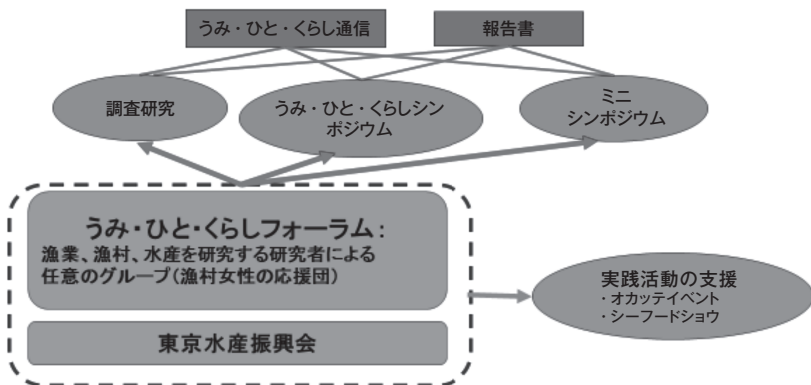 うみ・ひと・くらし通信
報告書
調査研究
うみ・ひと・くらしシン
ポジウム
ミニ
シンポジウム
うみ・ひと・くらしフォーラム:
漁業、漁村、水産を研究する研究者による
任意のグループ(漁村女性の応援団)
東京水産振興会
実践活動の支援
・オカッテイベント
・シーフードショウ